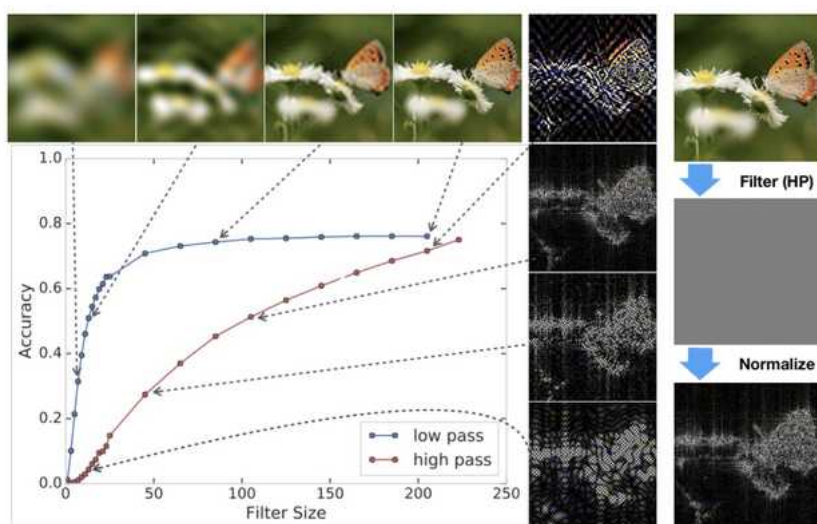 Filter (HP)
Normalize
Accuracy
1.0
0.8
0.6
0.4
0.2
0.0
low pass
high pass
0
50
100
150
200
250
Filter Size